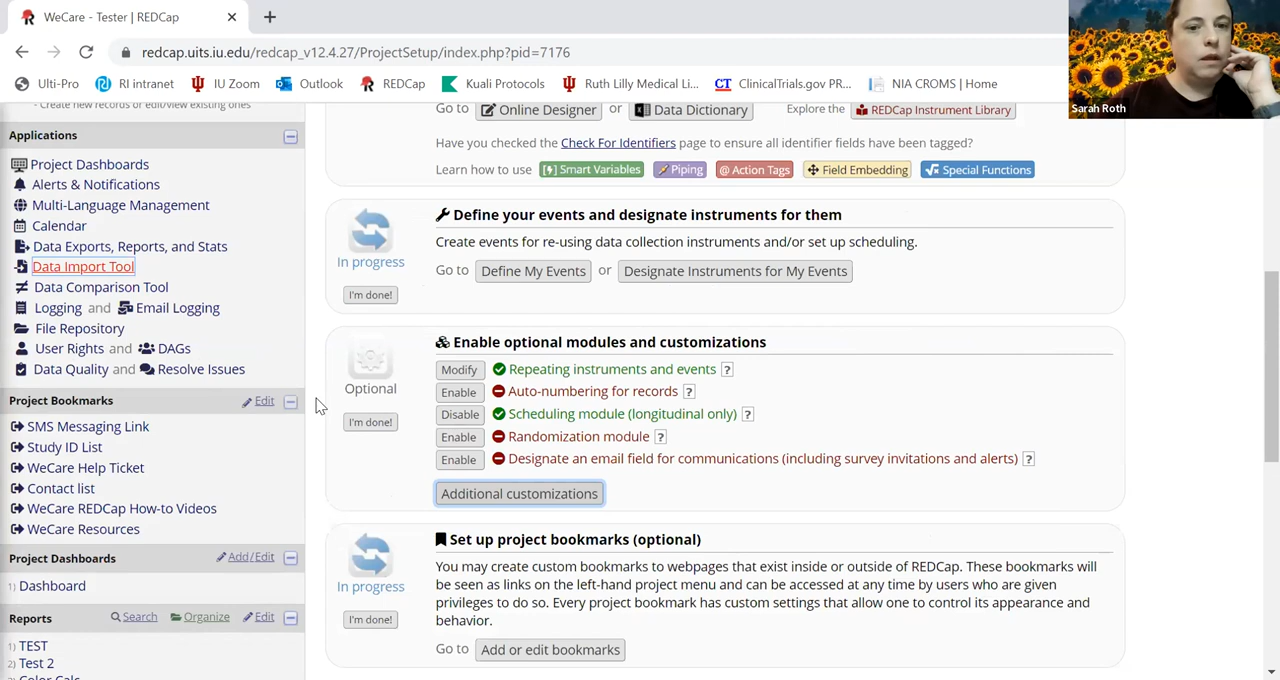 WeCare - Tester | REDCap
redcap.uits.iu.edu/redcap_v12.4.27/ProjectSetup/index.php?pid=7176
Ulti-Pro RI intranet IU Zoom Outlook REDCap Kuali Protocols Ruth Lilly Medical Li... ClinicalTrials.gov PR... NIA CROMS | Home
Sarah Roth
- Create new records or edit/view existing ones
Applications
Project Dashboards
Alerts & Notifications
Multi-Language Management
Calendar
Data Exports, Reports, and Stats
Data Import Tool
Data Comparison Tool
Logging and Email Logging
File Repository
User Rights and DAGs
Data Quality and Resolve Issues
Project Bookmarks Edit
SMS Messaging Link
Study ID List
WeCare Help Ticket
Contact list
WeCare REDCap How-to Videos
WeCare Resources
Project Dashboards Add/Edit
1) Dashboard
Reports Search Organize Edit
1) TEST
2) Test 2
Go to Online Designer or Data Dictionary Explore the REDCap Instrument Library
Have you checked the Check For Identifiers page to ensure all identifier fields have been tagged?
Learn how to use [⚡] Smart Variables Piping @ Action Tags Field Embedding Special Functions
In progress
I'm done!
Define your events and designate instruments for them
Create events for re-using data collection instruments and/or set up scheduling.
Go to Define My Events or Designate Instruments for My Events
Optional
I'm done!
Enable optional modules and customizations
Modify Repeating instruments and events ?
Enable Auto-numbering for records ?
Disable Scheduling module (longitudinal only) ?
Enable Randomization module ?
Enable Designate an email field for communications (including survey invitations and alerts) ?
Additional customizations
In progress
I'm done!
Set up project bookmarks (optional)
You may create custom bookmarks to webpages that exist inside or outside of REDCap. These bookmarks will
be seen as links on the left-hand project menu and can be accessed at any time by users who are given
privileges to do so. Every project bookmark has custom settings that allow one to control its appearance and
behavior.
Go to Add or edit bookmarks